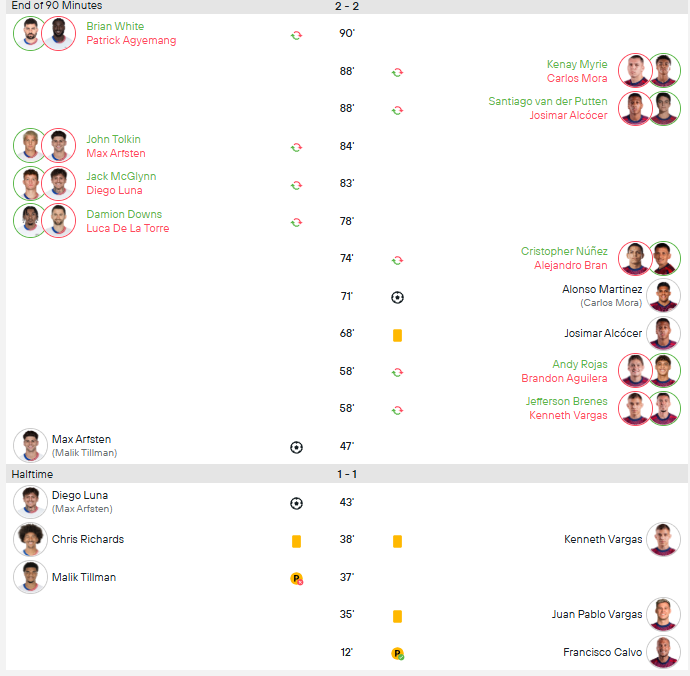 End of 90 Minutes 2 - 2
Brian White
Patrick Agyemang
90'
88'
Kenay Myrie
Carlos Mora
88'
Santiago van der Putten
Josimar Alcócer
John Tolkin
Max Arfsten
84'
Jack McGlynn
Diego Luna
83'
Damion Downs
Luca De La Torre
78'
74'
Cristopher Núñez
Alejandro Bran
71'
Alonso Martinez
(Carlos Mora)
68'
Josimar Alcócer
58'
Andy Rojas
Brandon Aguilera
58'
Jefferson Brenes
Kenneth Vargas
Max Arfsten
(Malik Tillman)
47'
Halftime 1 - 1
Diego Luna
(Max Arfsten)
43'
Chris Richards 38' Kenneth Vargas
Malik Tillman P 37'
35' Juan Pablo Vargas
12' P Francisco Calvo